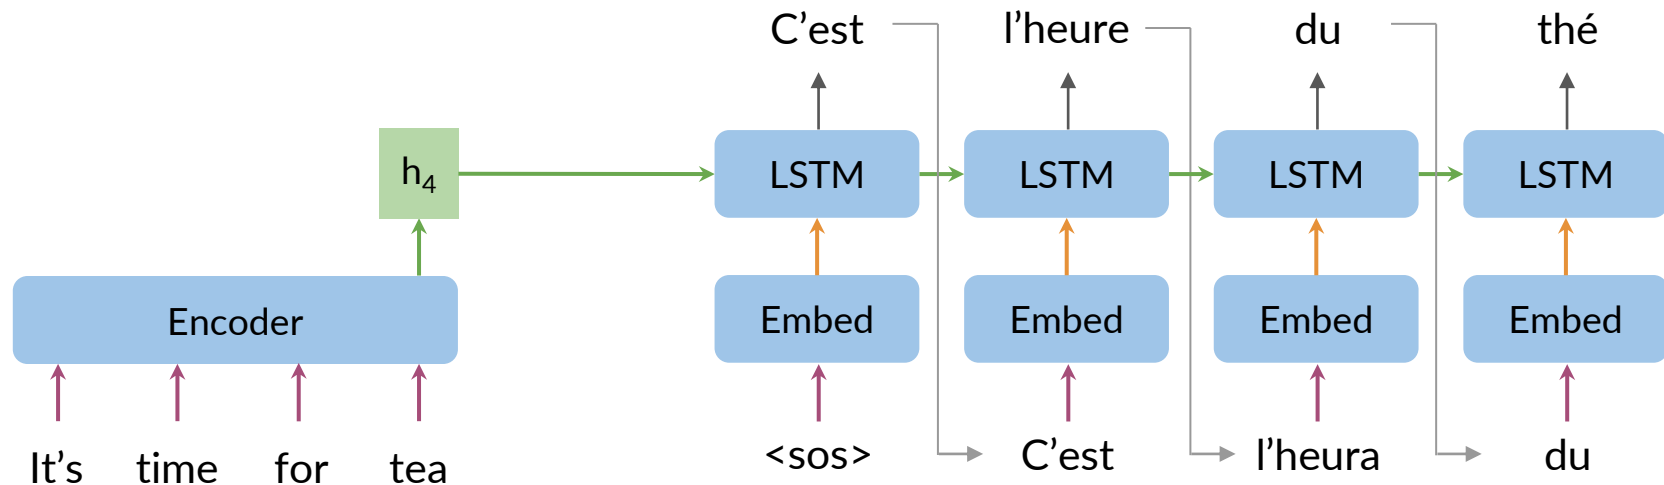 C’est l’heure du thé
h₄
LSTM LSTM LSTM LSTM
Encoder
Embed Embed Embed Embed
It’s time for tea
<sos> C’est l’heura du